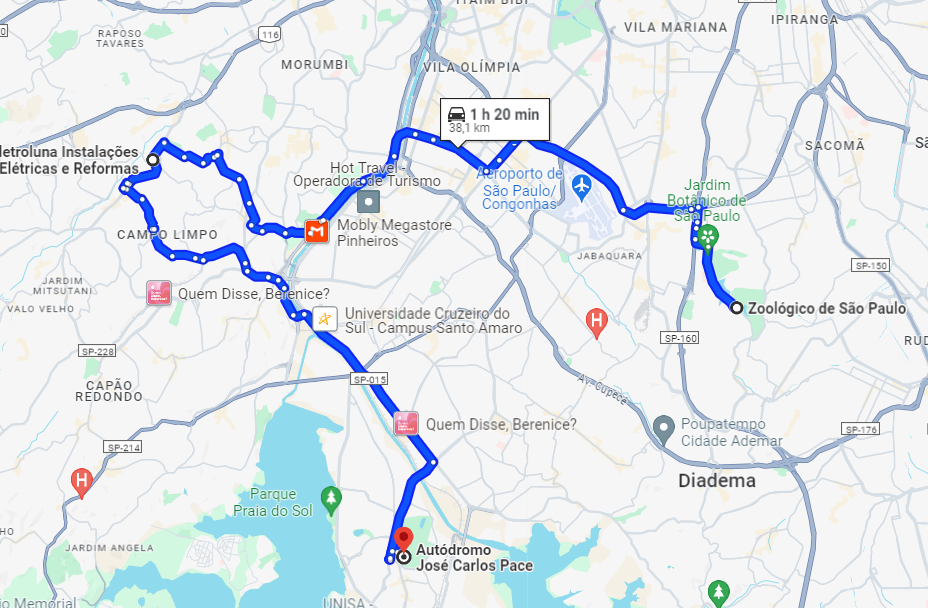 ITAIM BIBI
IPIRANGA
VILA MARIANA
RAPOSO
TAVARES
116
MORUMBI
VILA OLÍMPIA
1 h 20 min
38,1 km
SACOMÃ
letroluna Instalações
Elétricas e Reformas
Hot Travel -
Operadora de Turismo
Aeroporto de
São Paulo/
Congonhas
Jardim
Botânico de
São Paulo
Mobly Megastore
Pinheiros
CAMPO LIMPO
JABAQUARA
SP-150
JARDIM
MITSUTANI
Quem Disse, Berenice?
VALO VELHO
Zoológico de São Paulo
Universidade Cruzeiro do
Sul - Campus Santo Amaro
H
SP-160
SP-228
SP-015
CAPÃO
REDONDO
Av. Cupecê
Quem Disse, Berenice?
Poupatempo
Cidade Ademar
SP-176
SP-214
H
Diadema
Parque
Praia do Sol
JARDIM ANGELA
Autódromo
José Carlos Pace
UNISA -
Memorial